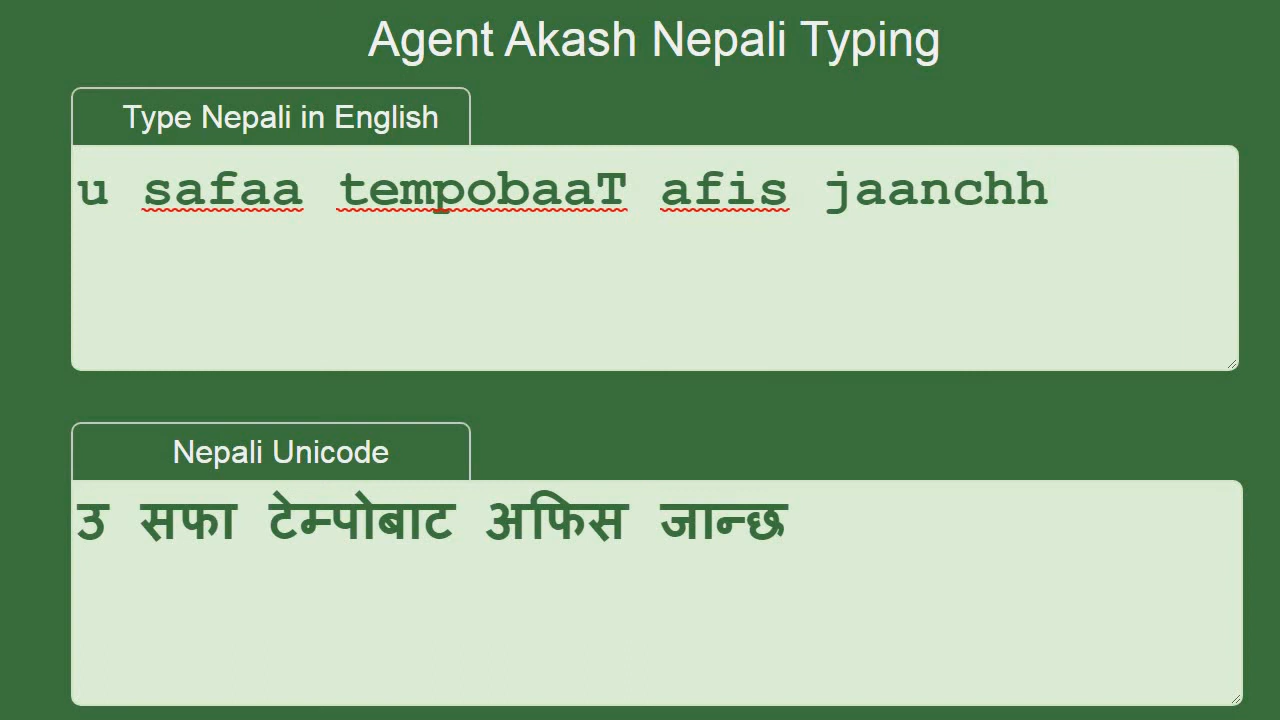 Agent Akash Nepali Typing
Type Nepali in English
u safaa tempobaaT afis jaanchh
Nepali Unicode
उ सफा टेम्पोबाट अफिस जान्छ